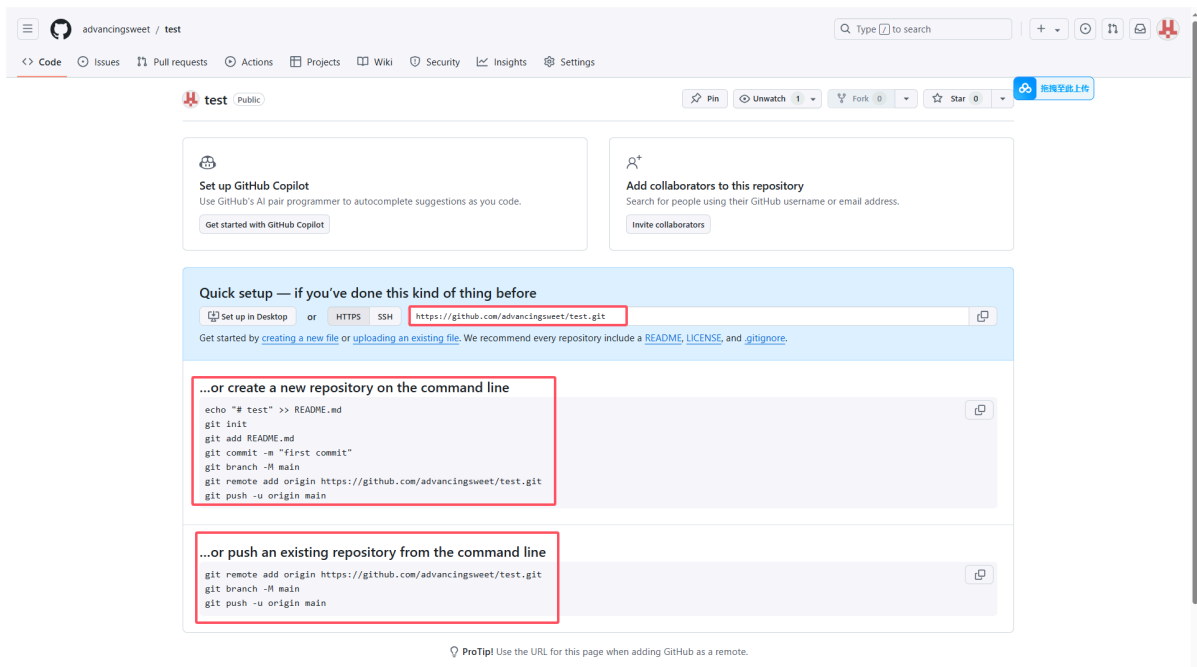 advancingsweet / test
Type / to search
Code Issues Pull requests Actions Projects Wiki Security Insights Settings
test Public
Pin Unwatch 1 Fork 0 Star 0
拖拽至此上传
Set up GitHub Copilot
Use GitHub's AI pair programmer to autocomplete suggestions as you code.
Get started with GitHub Copilot
Add collaborators to this repository
Search for people using their GitHub username or email address.
Invite collaborators
Quick setup — if you've done this kind of thing before
Set up in Desktop or HTTPS SSH https://github.com/advancingsweet/test.git
Get started by creating a new file or uploading an existing file. We recommend every repository include a README, LICENSE, and .gitignore.
...or create a new repository on the command line
echo "# test" >> README.md
git init
git add README.md
git commit -m "first commit"
git branch -M main
git remote add origin https://github.com/advancingsweet/test.git
git push -u origin main
...or push an existing repository from the command line
git remote add origin https://github.com/advancingsweet/test.git
git branch -M main
git push -u origin main
ProTip! Use the URL for this page when adding GitHub as a remote.